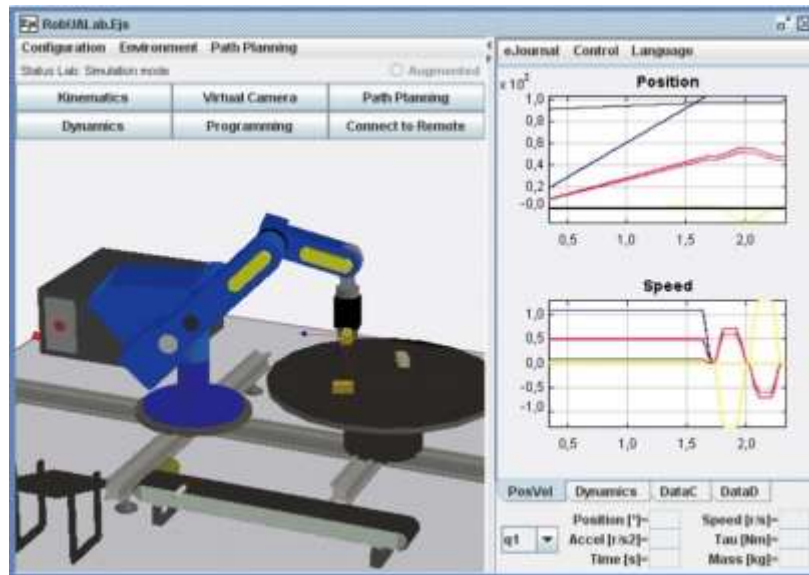 RobUALab.Ejs
Configuration Environment Path Planning
Status Lab: Simulation mode
Augmented
Kinematics Virtual Camera Path Planning
Dynamics Programming Connect to Remote
eJournal Control Language
Position
x 10²
1,0
0,8
0,6
0,4
0,2
-0,0
0,5 1,0 1,5 2,0
Speed
1,0
0,5
0,0
-0,5
-1,0
0,5 1,0 1,5 2,0
PosVel Dynamics DataC DataD
Position [°]= Speed [r/s]=
q1 Accel [r/s2]= Tau [Nm]=
Time [s]= Mass [kg]=